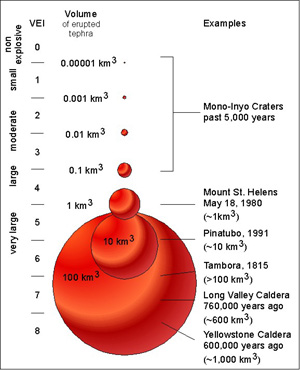 VEI
Volume
of erupted
tephra
Examples
non
explosive
small
moderate
large
very large
0
1
2
3
4
5
6
7
8
0.00001 km³
0.001 km³
0.01 km³
0.1 km³
1 km³
10 km³
100 km³
Mono-Inyo Craters
past 5,000 years
Mount St. Helens
May 18, 1980
(~1km³)
Pinatubo, 1991
(~10 km³)
Tambora, 1815
(>100 km³)
Long Valley Caldera
760,000 years ago
(~600 km³)
Yellowstone Caldera
600,000 years ago
(~1,000 km³)